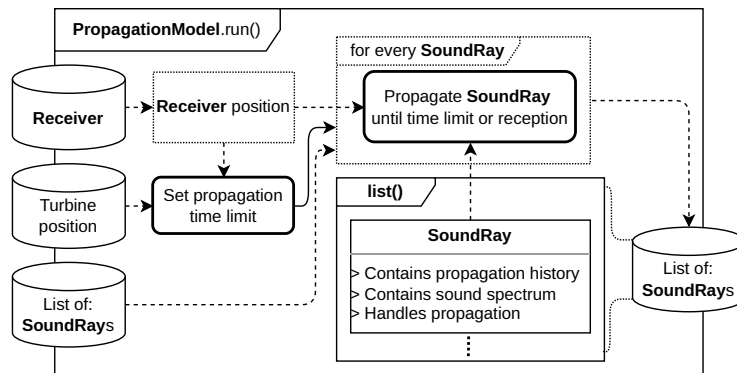 PropagationModel.run()
for every SoundRay
Receiver
Receiver position
Propagate SoundRay
until time limit or reception
Turbine
position
Set propagation
time limit
list()
SoundRay
> Contains propagation history
> Contains sound spectrum
> Handles propagation
List of:
SoundRays
List of:
SoundRays